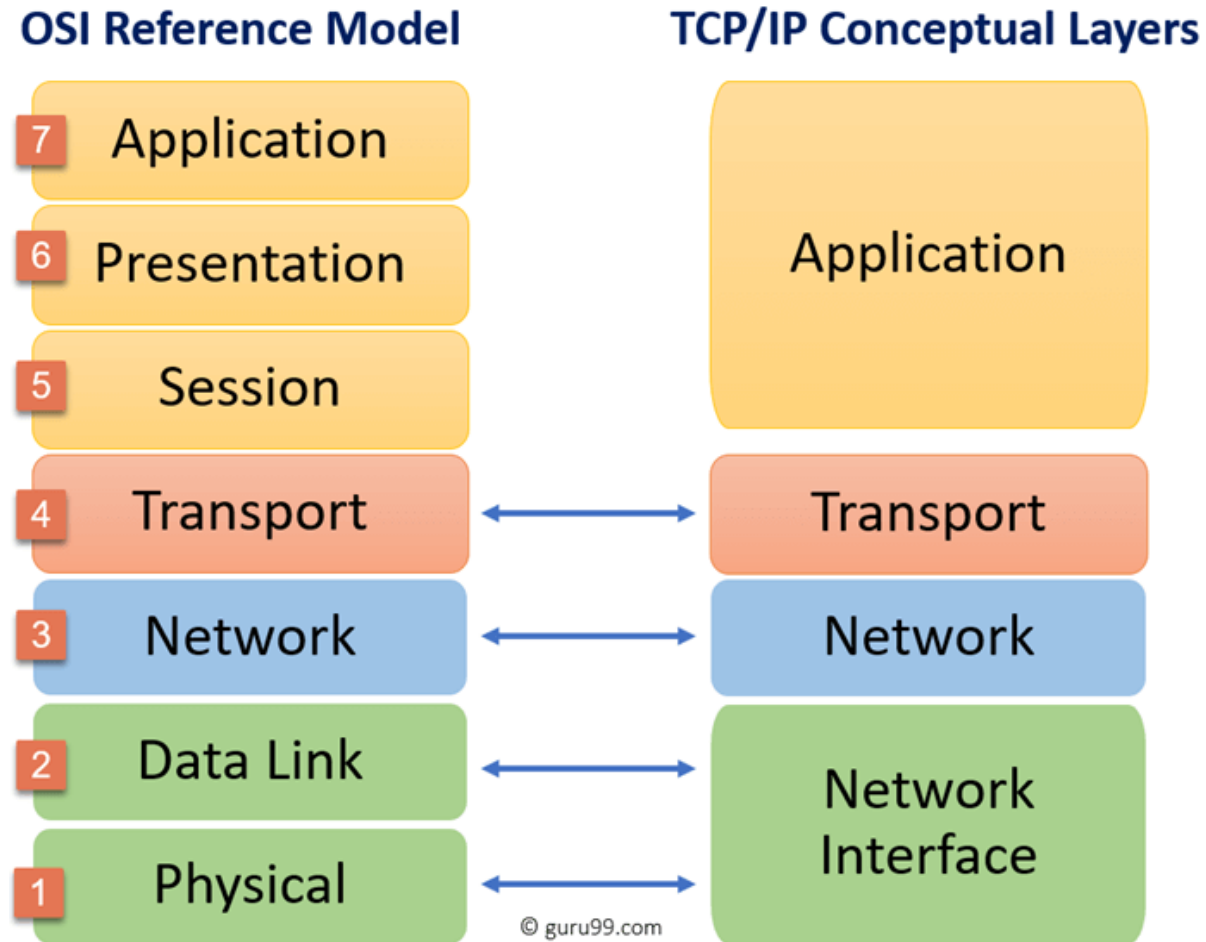 OSI Reference Model
TCP/IP Conceptual Layers
7
Application
6
Presentation
5
Session
4
Transport
3
Network
2
Data Link
1
Physical
Application
Transport
Network
Network
Interface
© guru99.com